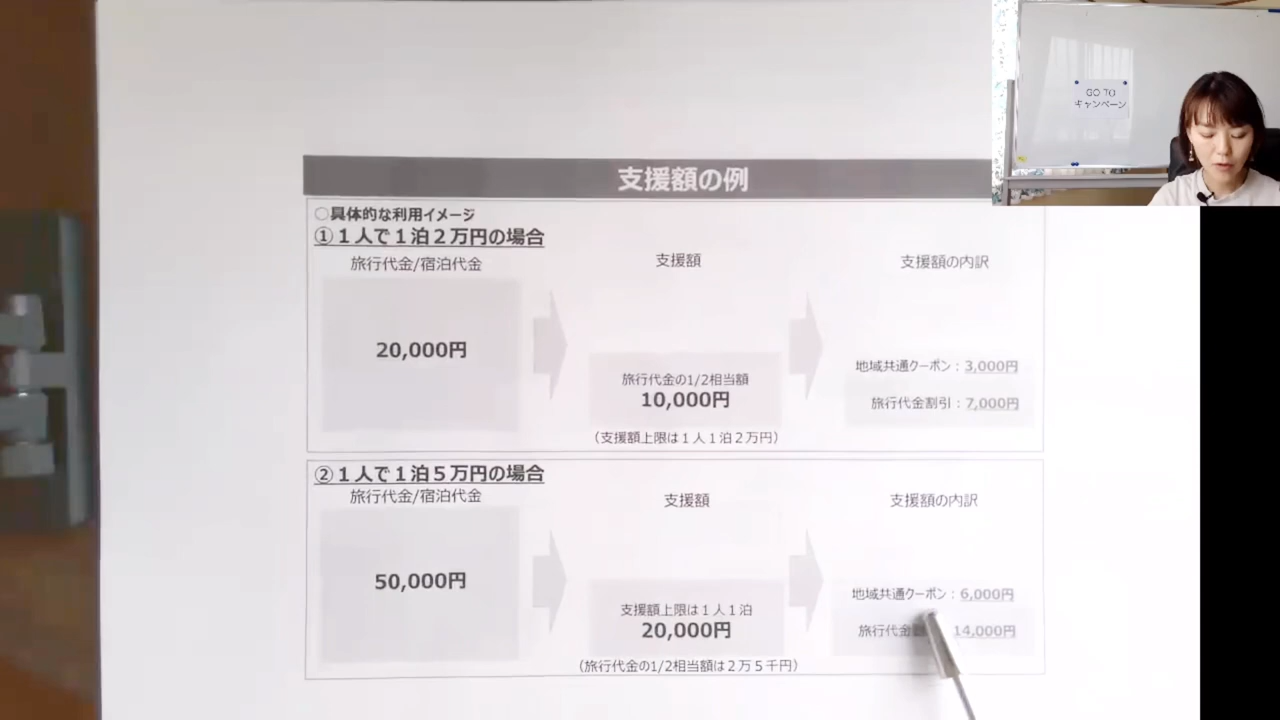 GO TO
キャンペーン
支援額の例
○具体的な利用イメージ
①１人で１泊２万円の場合
旅行代金/宿泊代金
支援額
支援額の内訳
20,000円
旅行代金の1/2相当額
10,000円
(支援額上限は１人１泊２万円)
地域共通クーポン：3,000円
旅行代金割引：7,000円
②１人で１泊５万円の場合
旅行代金/宿泊代金
支援額
支援額の内訳
50,000円
支援額上限は１人１泊
20,000円
(旅行代金の1/2相当額は２万５千円)
地域共通クーポン：6,000円
旅行代金 14,000円